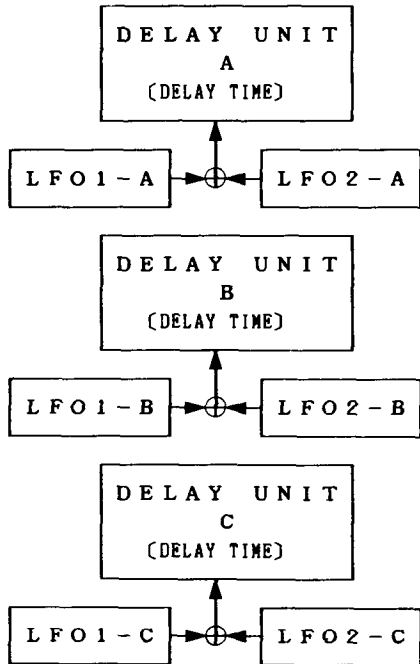 DELAY UNIT
A
(DELAY TIME)
LFO1-A LFO2-A
DELAY UNIT
B
(DELAY TIME)
LFO1-B LFO2-B
DELAY UNIT
C
(DELAY TIME)
LFO1-C LFO2-C